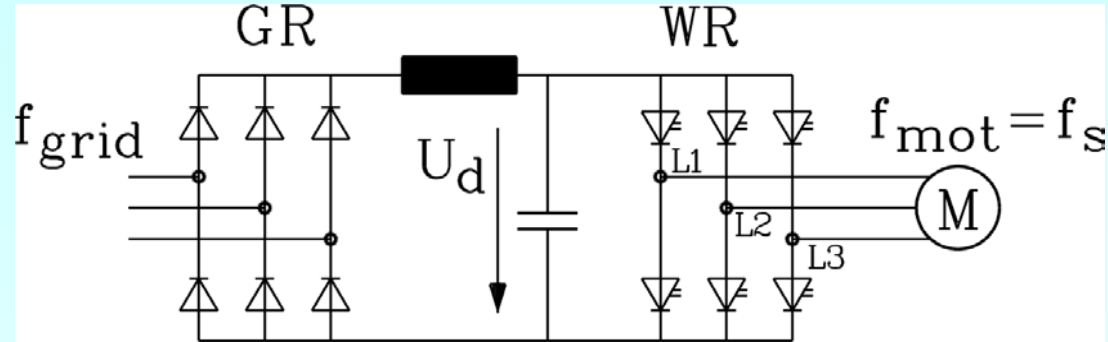 GR
WR
f_grid
U_d
f_mot=f_s
L1
M
L2
L3